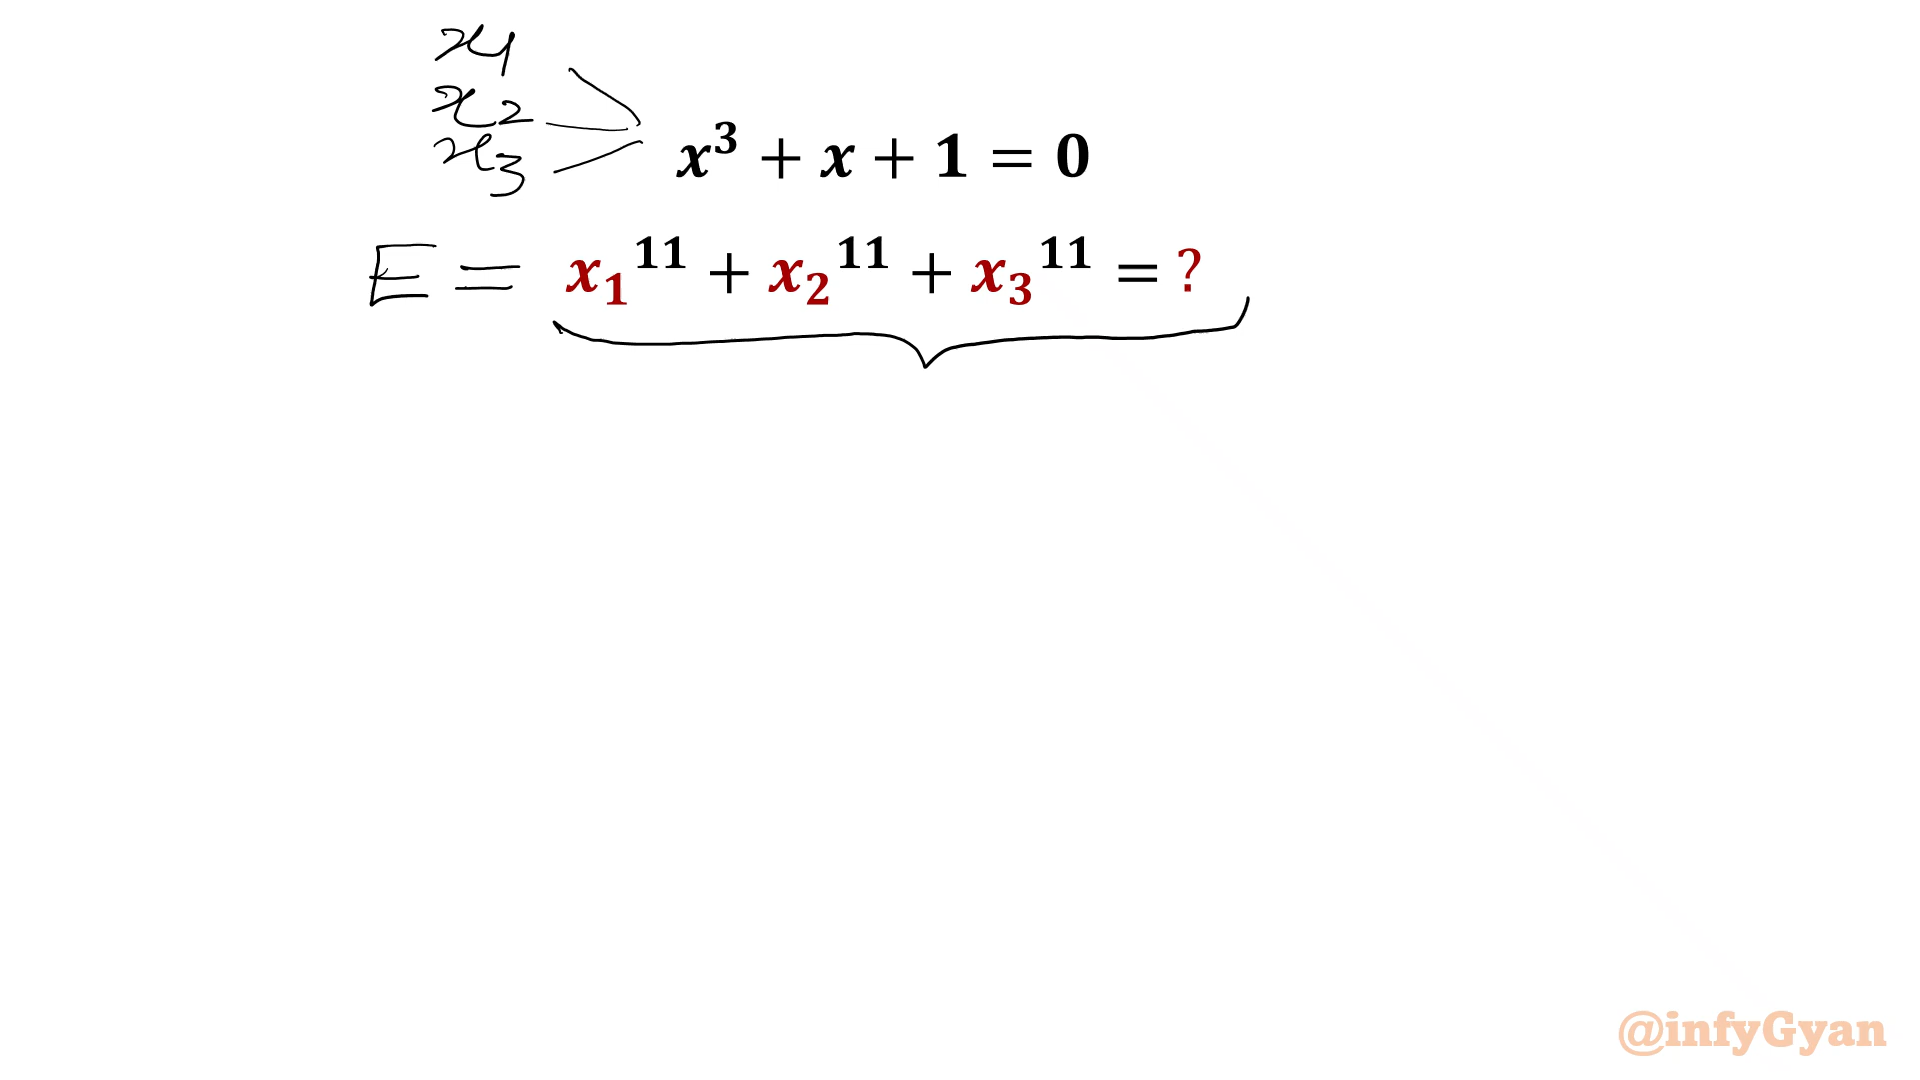 x1
x2
x3
x³ + x + 1 = 0
E = x₁¹¹ + x₂¹¹ + x₃¹¹ = ?
@infyGyan